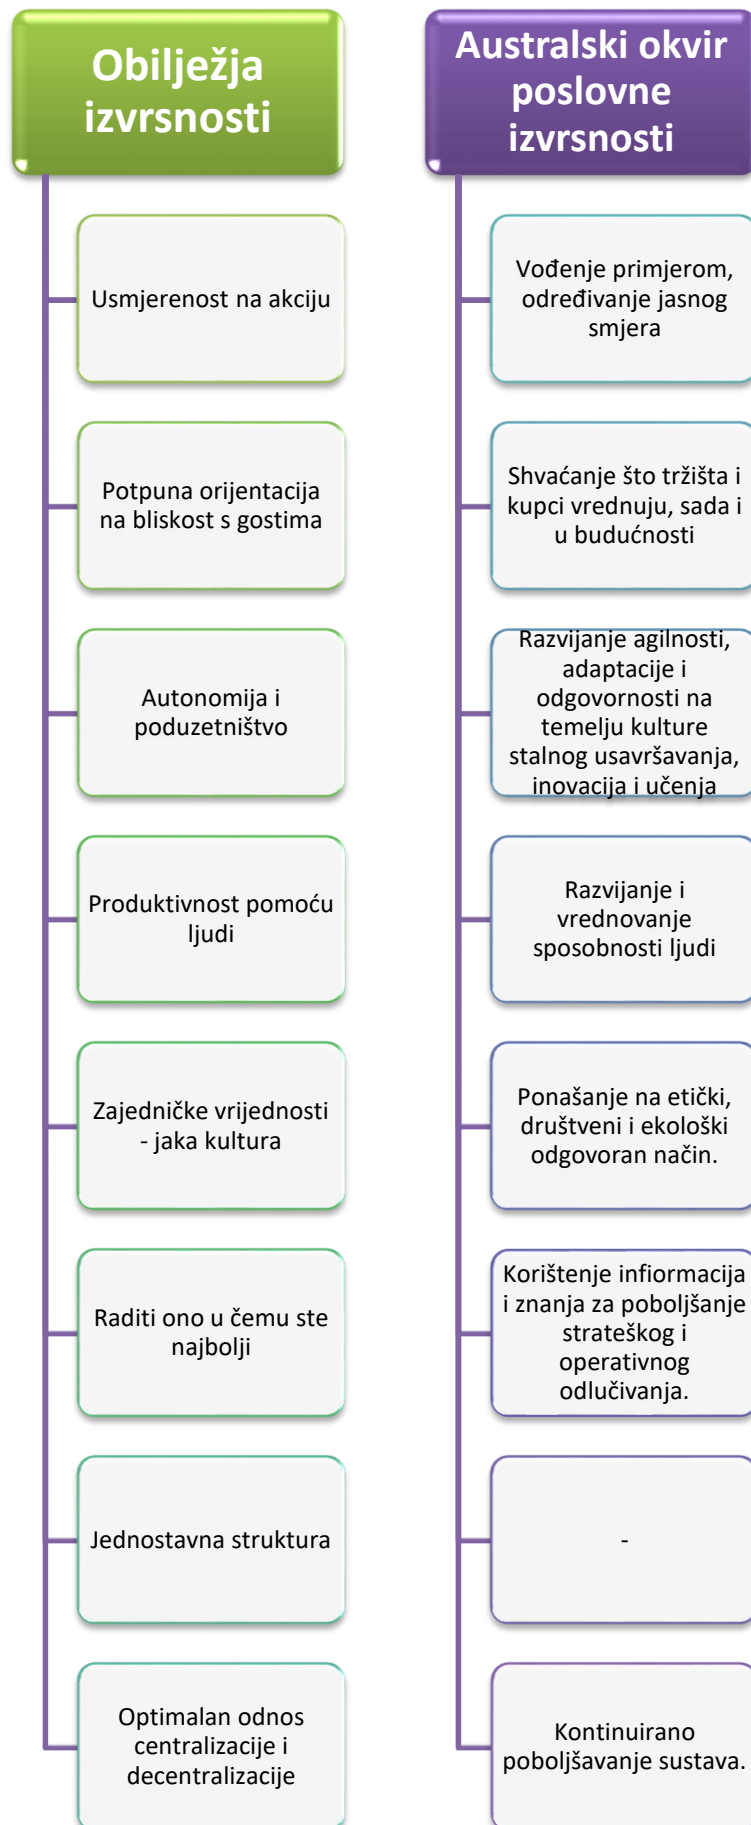 Obilježja
izvrsnosti
Usmjerenost na akciju
Potpuna orijentacija
na bliskost s gostima
Autonomija i
poduzetništvo
Produktivnost pomoću
ljudi
Zajedničke vrijednosti
- jaka kultura
Raditi ono u čemu ste
najbolji
Jednostavna struktura
Optimalan odnos
centralizacije i
decentralizacije
Australski okvir
poslovne
izvrsnosti
Vođenje primjerom,
određivanje jasnog
smjera
Shvaćanje što tržišta i
kupci vrednuju, sada i
u budućnosti
Razvijanje agilnosti,
adaptacije i
odgovornosti na
temelju kulture
stalnog usavršavanja,
inovacija i učenja
Razvijanje i
vrednovanje
sposobnosti ljudi
Ponašanje na etički,
društveni i ekološki
odgovoran način.
Korištenje infiormacija
i znanja za poboljšanje
strateškog i
operativnog
odlučivanja.
-
Kontinuirano
poboljšavanje sustava.